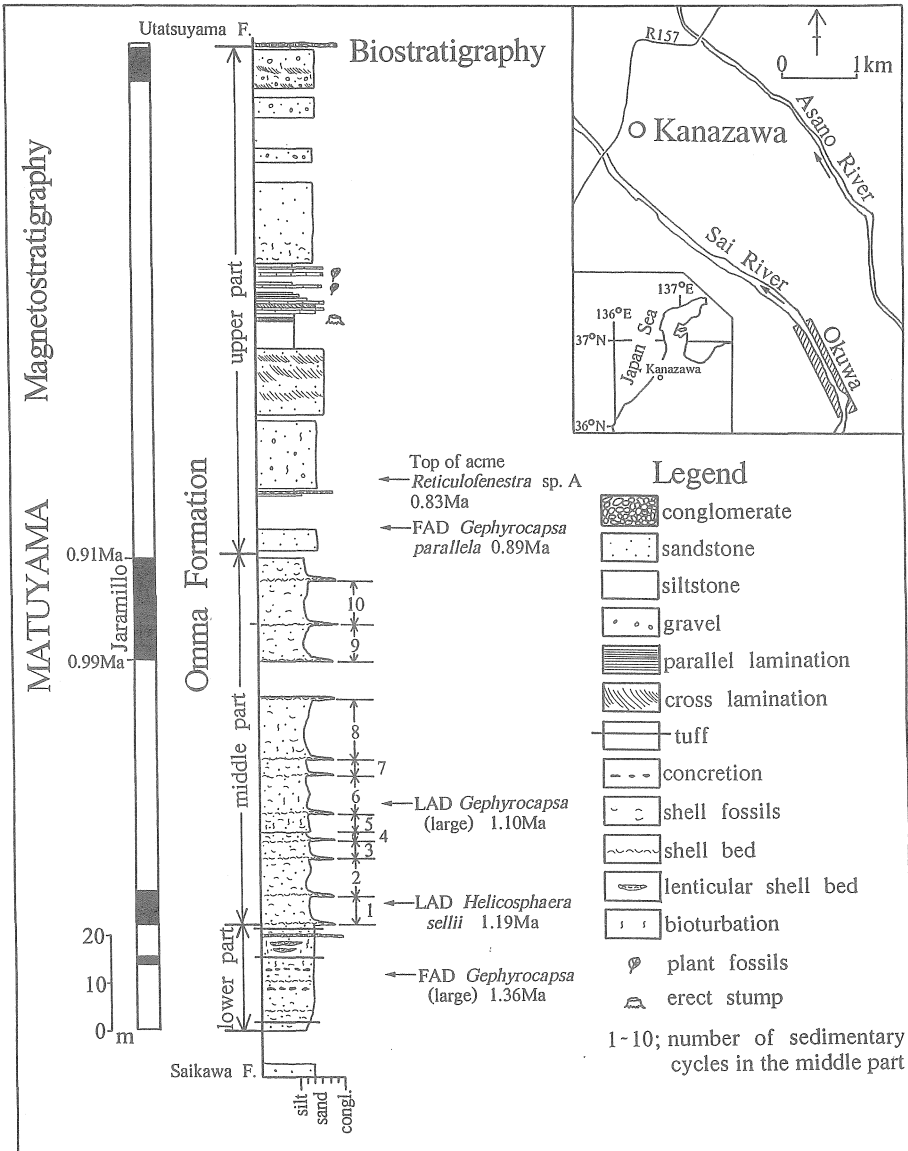 Utatsuyama F.
Biostratigraphy
Magnetostratigraphy
MATUYAMA
Omma Formation
upper part
middle part
lower part
Top of acme
Reticulofenestra sp. A
0.83Ma
FAD Gephyrocapsa
parallela 0.89Ma
0.91Ma
Jaramillo
0.99Ma
10
9
8
7
6
5
4
3
2
1
LAD Gephyrocapsa
(large) 1.10Ma
LAD Helicosphaera
sellii 1.19Ma
FAD Gephyrocapsa
(large) 1.36Ma
20
10
0
m
Saikawa F.
silt
sand
congl.
R157
0 1km
Kanazawa
Asano River
Sai River
Okuwa
137°E
136°E
37°N
36°N
Japan Sea
Kanazawa
Legend
conglomerate
sandstone
siltstone
gravel
parallel lamination
cross lamination
tuff
concretion
shell fossils
shell bed
lenticular shell bed
bioturbation
plant fossils
erect stump
1~10; number of sedimentary
cycles in the middle part